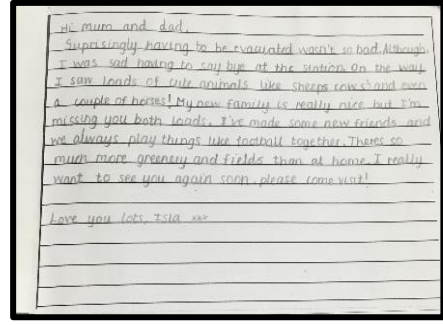 Hi mum and dad,
Suprisingly having to be evacuated wasn't so bad. Although
I was sad having to say bye at the station. On the way
I saw loads of cute animals like sheeps cow's and even
a couple of horses! My new family is really nice but I'm
missing you both loads. I've made some new friends and
we always play things like football together. Theres so
much more greenery and fields than at home. I really
want to see you again soon, please come visit!
Love you lots, Isla xxx